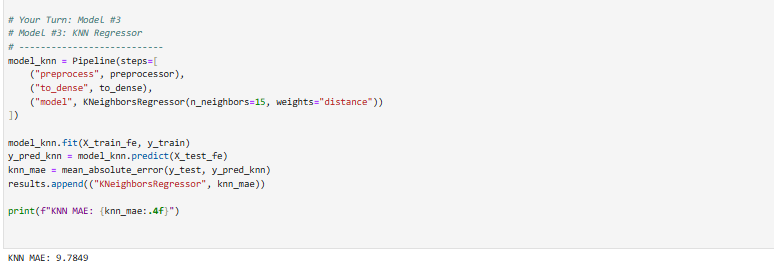 # Your Turn: Model #3
# Model #3: KNN Regressor
# --------------------------
model_knn = Pipeline(steps=[
    ("preprocess", preprocessor),
    ("to_dense", to_dense),
    ("model", KNeighborsRegressor(n_neighbors=15, weights="distance"))
])

model_knn.fit(X_train_fe, y_train)
y_pred_knn = model_knn.predict(X_test_fe)
knn_mae = mean_absolute_error(y_test, y_pred_knn)
results.append(("KNeighborsRegressor", knn_mae))

print(f"KNN MAE: {knn_mae:.4f}")

KNN MAE: 9.7849